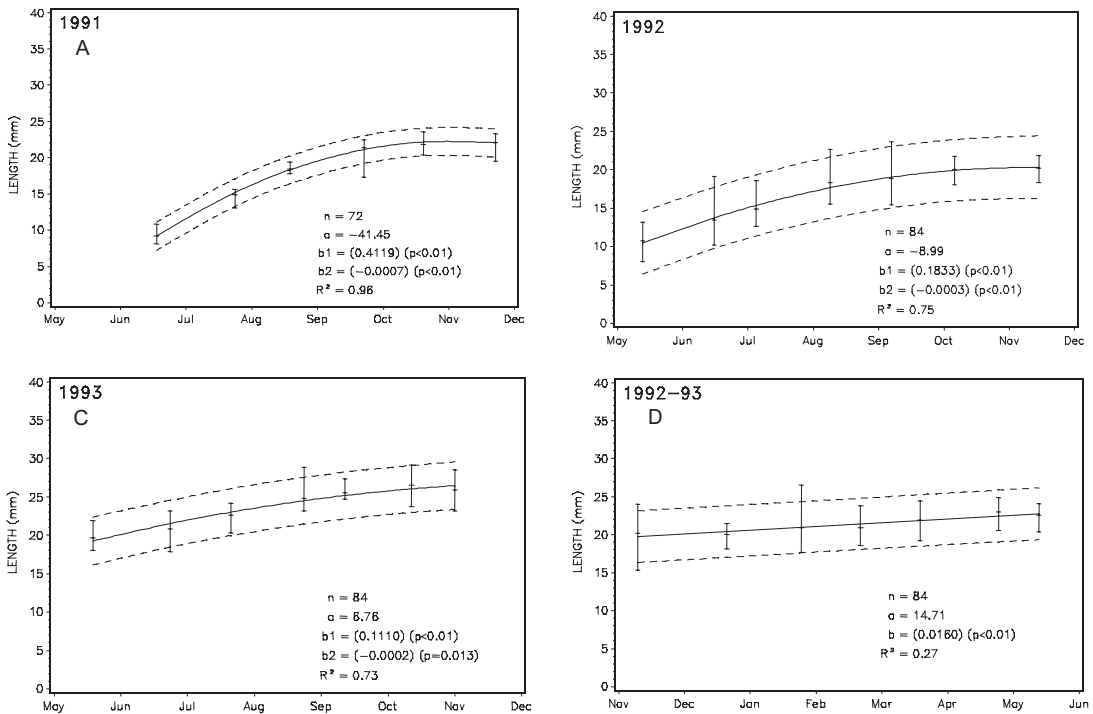 1991
A
LENGTH (mm)
40
35
30
25
20
15
10
5
0
n = 72
a = −41.45
b1 = (0.4119) (p<0.01)
b2 = (−0.0007) (p<0.01)
R² = 0.96
May Jun Jul Aug Sep Oct Nov Dec
1992
LENGTH (mm)
40
35
30
25
20
15
10
5
0
n = 84
a = −8.99
b1 = (0.1833) (p<0.01)
b2 = (−0.0003) (p<0.01)
R² = 0.75
May Jun Jul Aug Sep Oct Nov Dec
1993
C
LENGTH (mm)
40
35
30
25
20
15
10
5
0
n = 84
a = 6.76
b1 = (0.1110) (p<0.01)
b2 = (−0.0002) (p=0.013)
R² = 0.73
May Jun Jul Aug Sep Oct Nov Dec
1992−93
D
LENGTH (mm)
40
35
30
25
20
15
10
5
0
n = 84
a = 14.71
b = (0.0160) (p<0.01)
R² = 0.27
Nov Dec Jan Feb Mar Apr May Jun